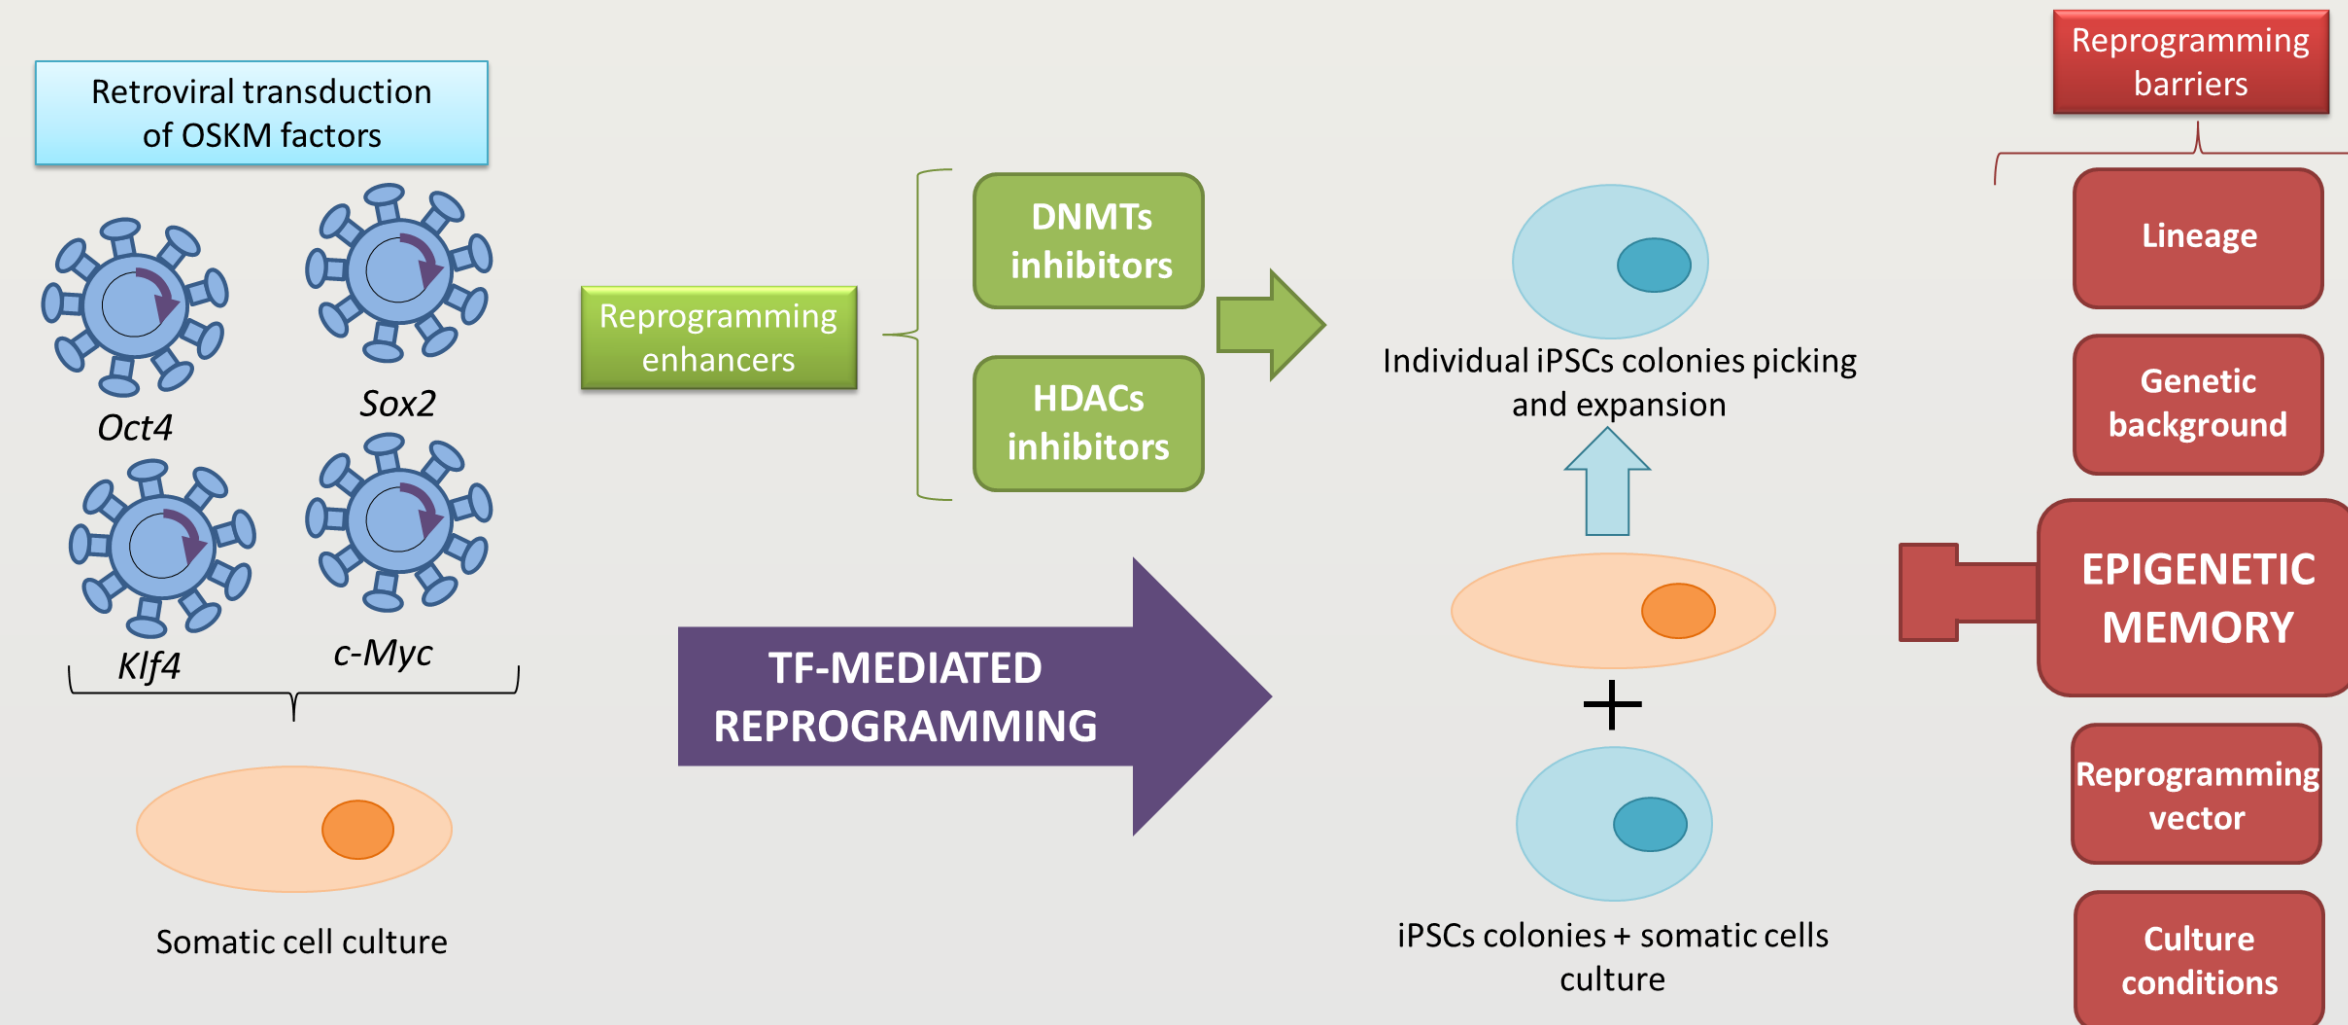 Retroviral transduction
of OSKM factors
Oct4
Sox2
Klf4
c-Myc
Somatic cell culture
Reprogramming
enhancers
DNMTs
inhibitors
HDACs
inhibitors
TF-MEDIATED
REPROGRAMMING
Individual iPSCs colonies picking
and expansion
+
iPSCs colonies + somatic cells
culture
Reprogramming
barriers
Lineage
Genetic
background
EPIGENETIC
MEMORY
Reprogramming
vector
Culture
conditions